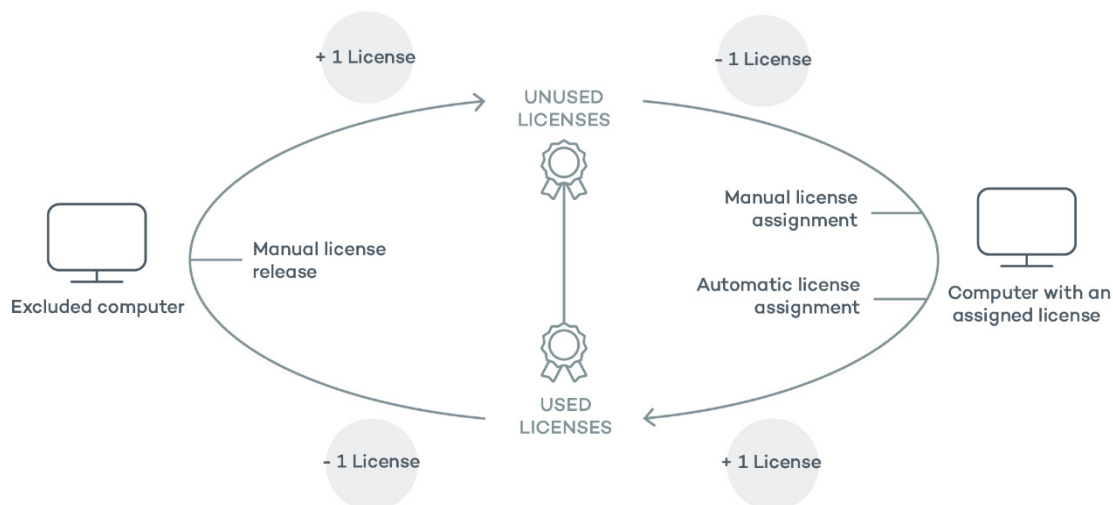 + 1 License
- 1 License
UNUSED
LICENSES
Manual license
assignment
Manual license
release
Automatic license
assignment
Excluded computer
Computer with an
assigned license
USED
LICENSES
- 1 License
+ 1 License